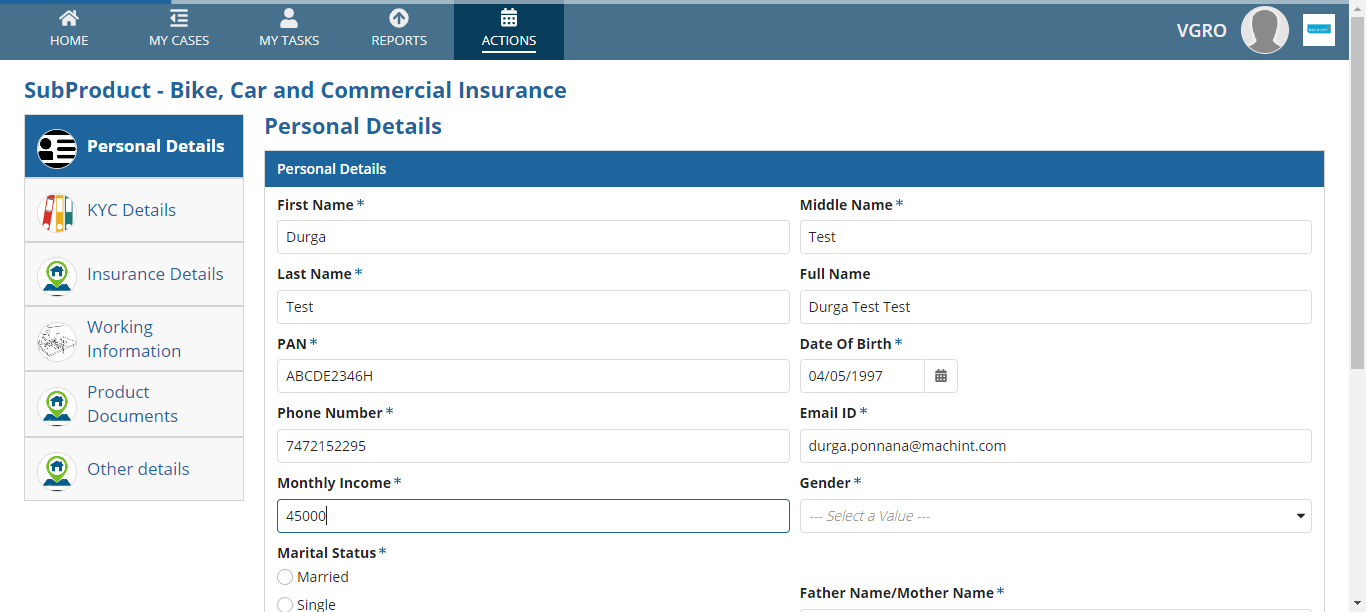 HOME
MY CASES
MY TASKS
REPORTS
ACTIONS
VGRO
SubProduct - Bike, Car and Commercial Insurance
Personal Details
KYC Details
Insurance Details
Working
Information
Product
Documents
Other details
Personal Details
Personal Details
First Name *
Durga
Middle Name *
Test
Last Name *
Test
Full Name
Durga Test Test
PAN *
ABCDE2346H
Date Of Birth *
04/05/1997
Phone Number *
7472152295
Email ID *
durga.ponnana@machint.com
Monthly Income *
45000
Gender *
--- Select a Value ---
Marital Status *
Married
Single
Father Name/Mother Name *